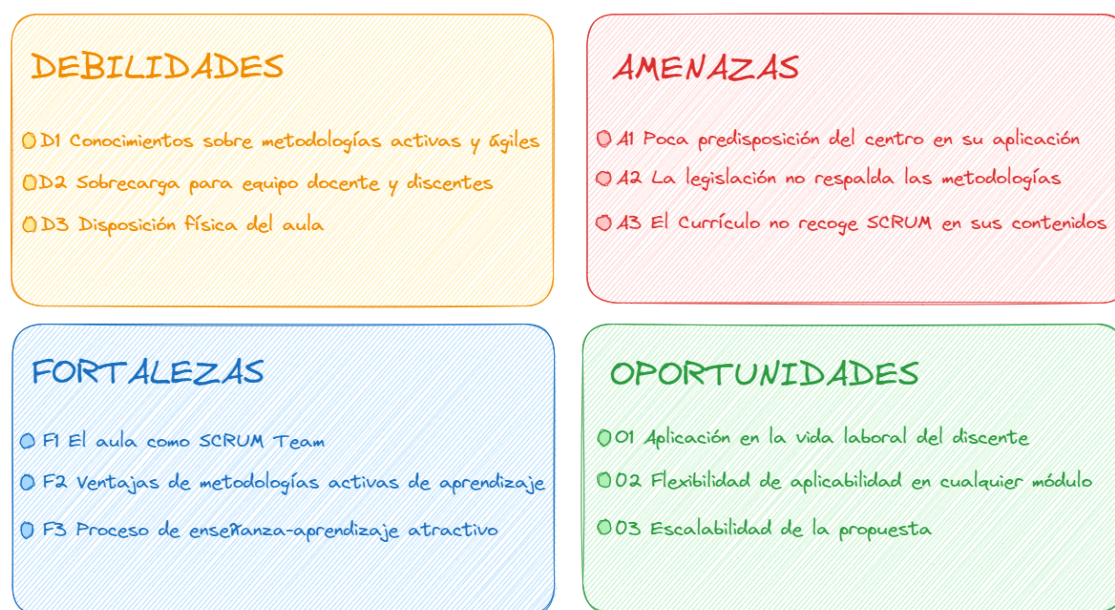 DEBILIDADES
D1 Conocimientos sobre metodologías activas y ágiles
D2 Sobrecarga para equipo docente y discentes
D3 Disposición física del aula
AMENAZAS
A1 Poca predisposición del centro en su aplicación
A2 La legislación no respalda las metodologías
A3 El Currículo no recoge SCRUM en sus contenidos
FORTALEZAS
F1 El aula como SCRUM Team
F2 Ventajas de metodologías activas de aprendizaje
F3 Proceso de enseñanza-aprendizaje atractivo
OPORTUNIDADES
O1 Aplicación en la vida laboral del discente
O2 Flexibilidad de aplicabilidad en cualquier módulo
O3 Escalabilidad de la propuesta